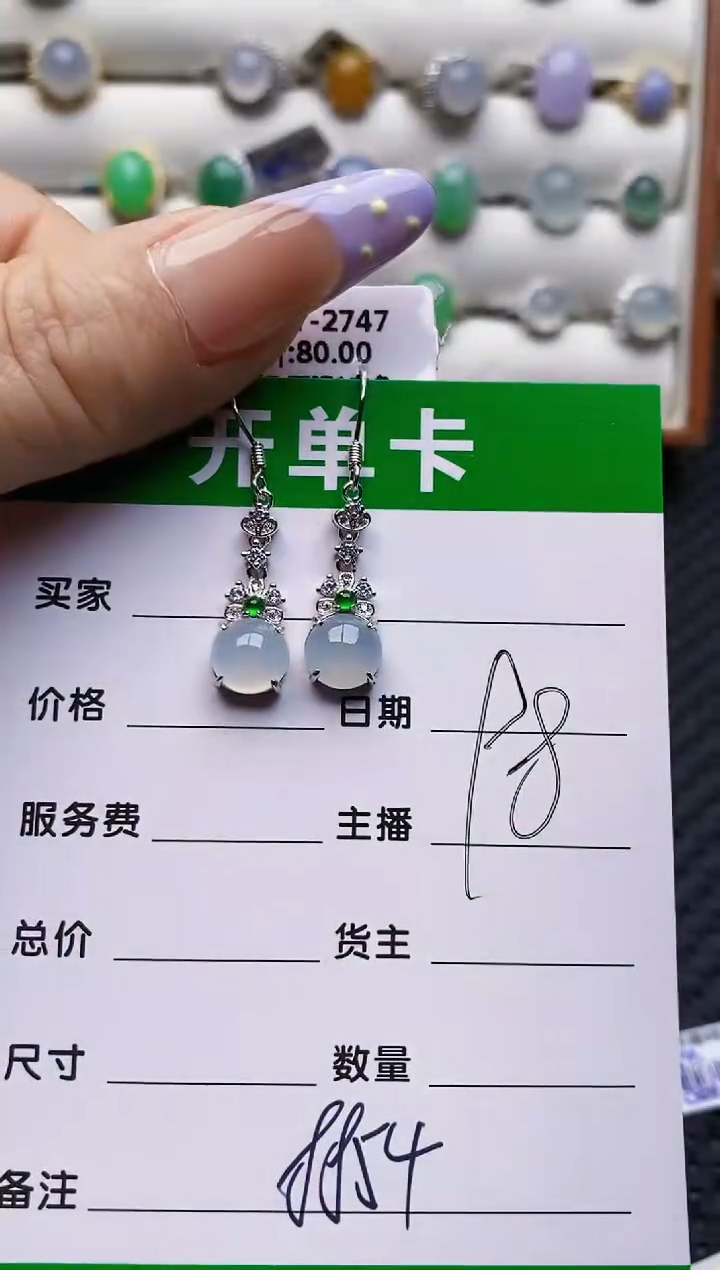 -2747
:80.00
开单卡
买家
价格 日期
服务费 主播
总价 货主
尺寸 数量
备注